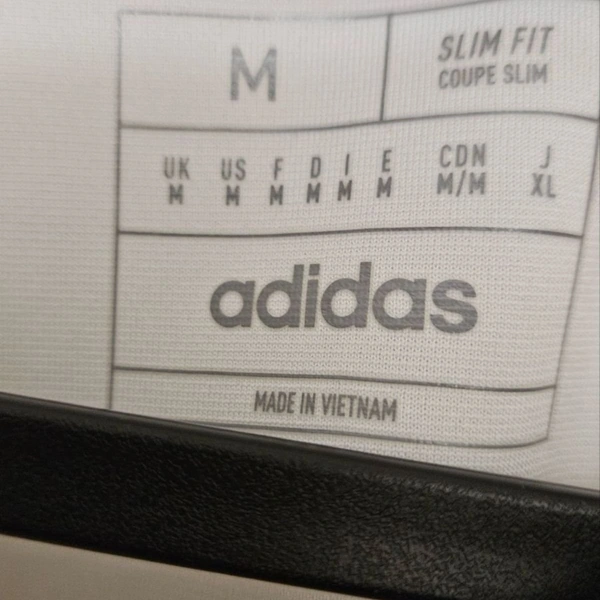 M
SLIM FIT
COUPE SLIM
UK US F D I E CDN J
M M M M M M M/M XL
adidas
MADE IN VIETNAM